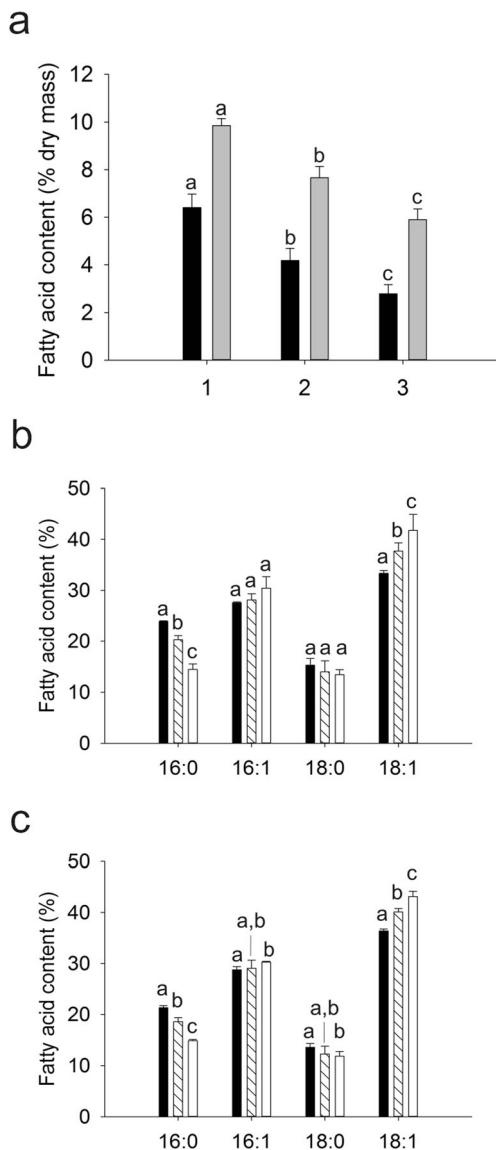 a
Fatty acid content (% dry mass)
12
10
8
6
4
2
0
a
a
b
b
c
c
1 2 3
b
Fatty acid content (%)
50
40
30
20
10
0
a b c
a a a
a a a
a b c
16:0 16:1 18:0 18:1
c
Fatty acid content (%)
50
40
30
20
10
0
a b c
a a,b b
a a,b b
a b c
16:0 16:1 18:0 18:1